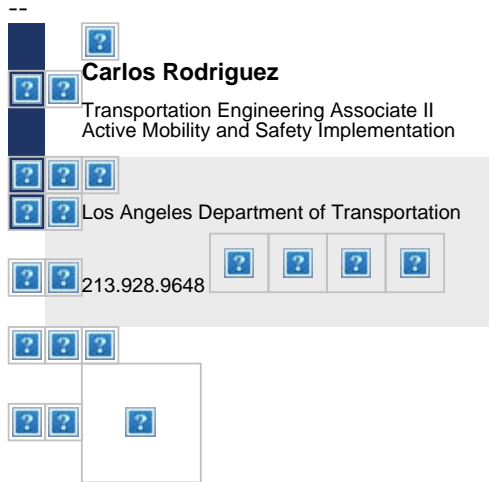 --
Carlos Rodriguez
Transportation Engineering Associate II
Active Mobility and Safety Implementation
Los Angeles Department of Transportation
213.928.9648